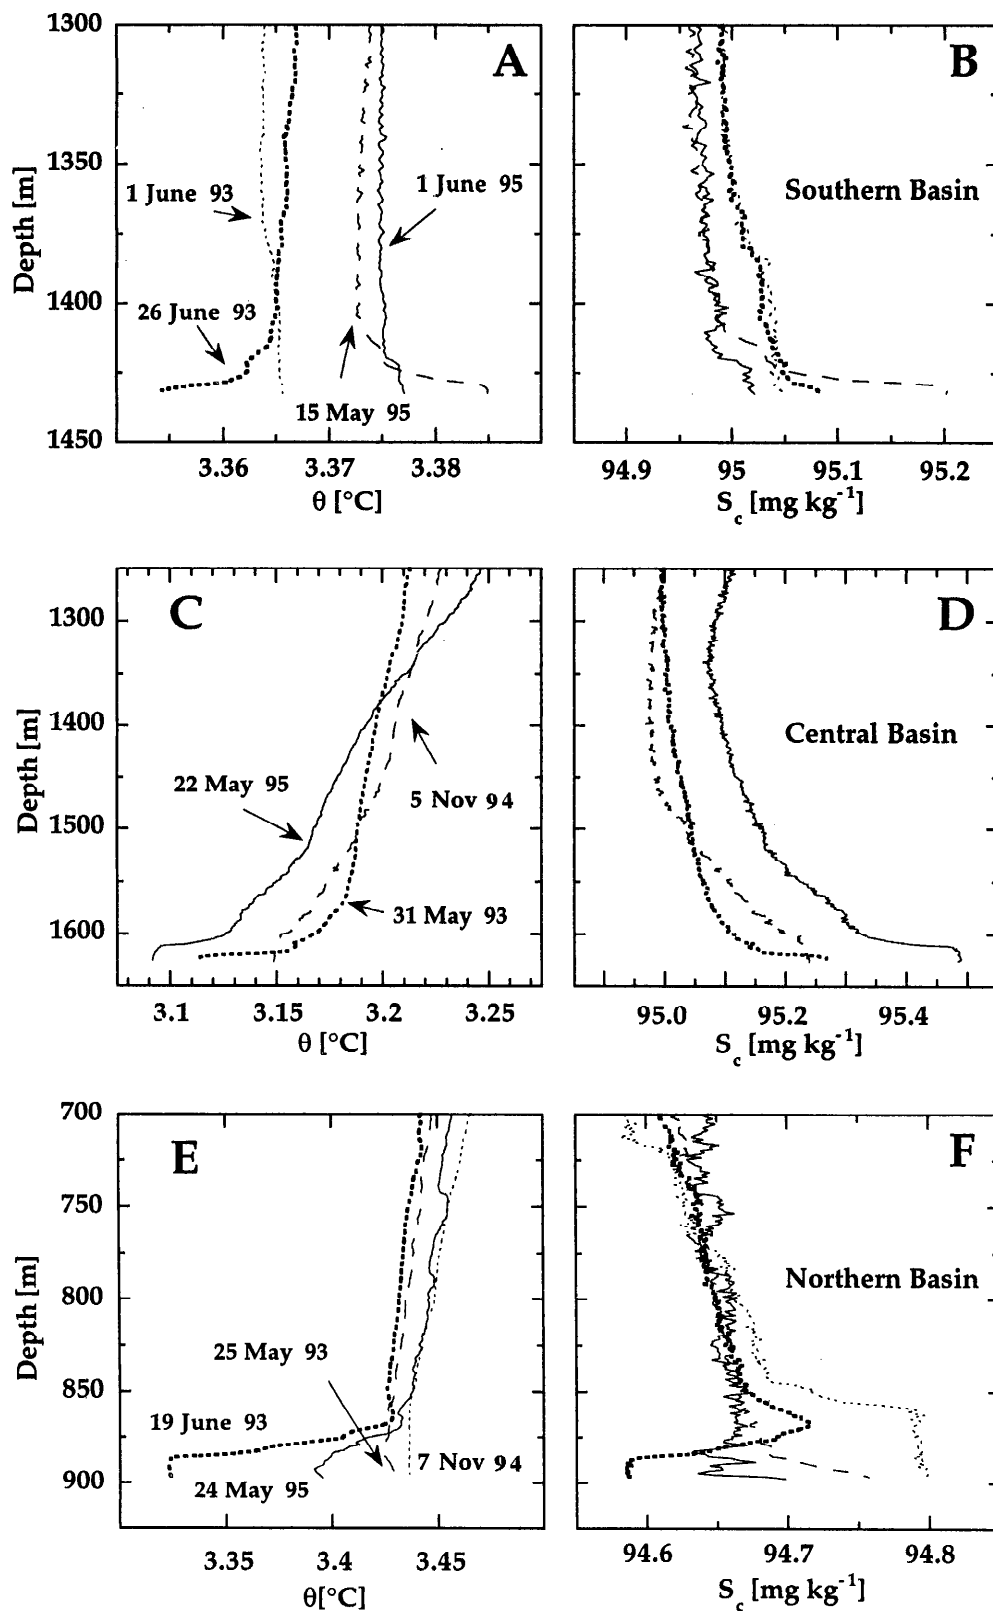 1300
1350
1400
1450
Depth [m]
A
1 June 93
1 June 95
26 June 93
15 May 95
3.36
3.37
3.38
θ [°C]
B
Southern Basin
94.9
95
95.1
95.2
S_c [mg kg⁻¹]
1300
1400
1500
1600
Depth [m]
C
22 May 95
5 Nov 94
31 May 93
3.1
3.15
3.2
3.25
θ [°C]
D
Central Basin
95.0
95.2
95.4
S_c [mg kg⁻¹]
700
750
800
850
900
Depth [m]
E
25 May 93
19 June 93
24 May 95
7 Nov 94
3.35
3.4
3.45
θ[°C]
F
Northern Basin
94.6
94.7
94.8
S_c [mg kg⁻¹]